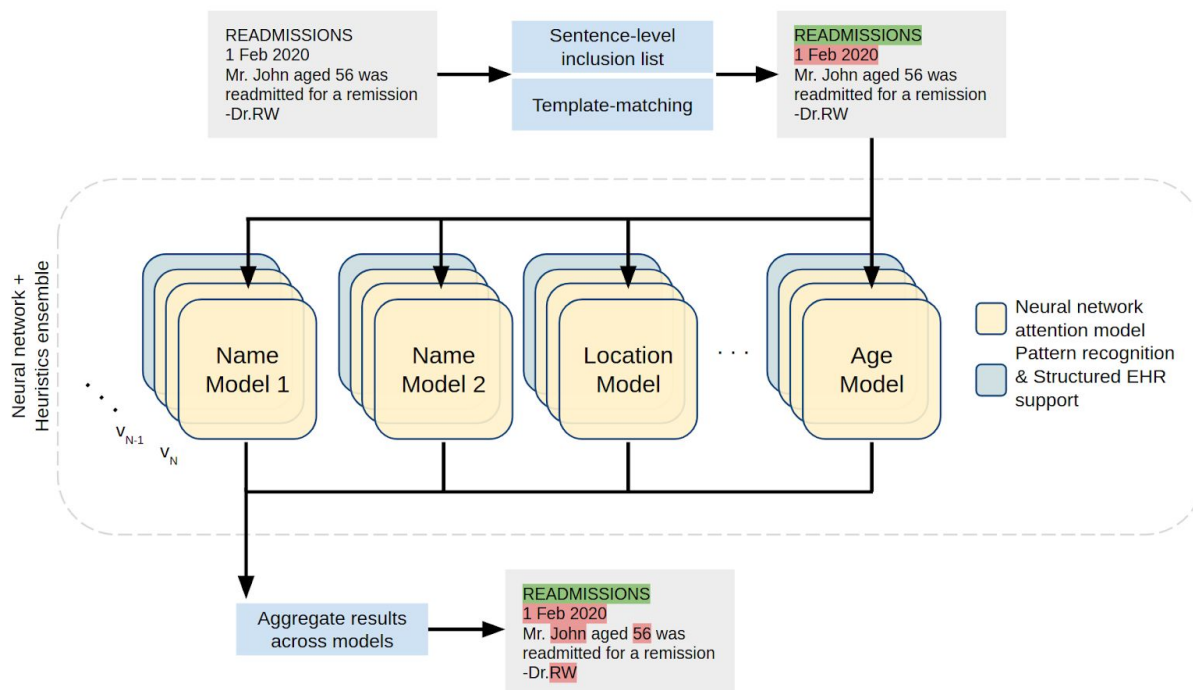 READMISSIONS
1 Feb 2020
Mr. John aged 56 was
readmitted for a remission
-Dr.RW
Sentence-level
inclusion list
Template-matching
READMISSIONS
1 Feb 2020
Mr. John aged 56 was
readmitted for a remission
-Dr.RW
Neural network +
Heuristics ensemble
Name
Model 1
Name
Model 2
Location
Model
. . .
Age
Model
. . .
V N-1
V N
Neural network
attention model
Pattern recognition
& Structured EHR
support
Aggregate results
across models
READMISSIONS
1 Feb 2020
Mr. John aged 56 was
readmitted for a remission
-Dr.RW